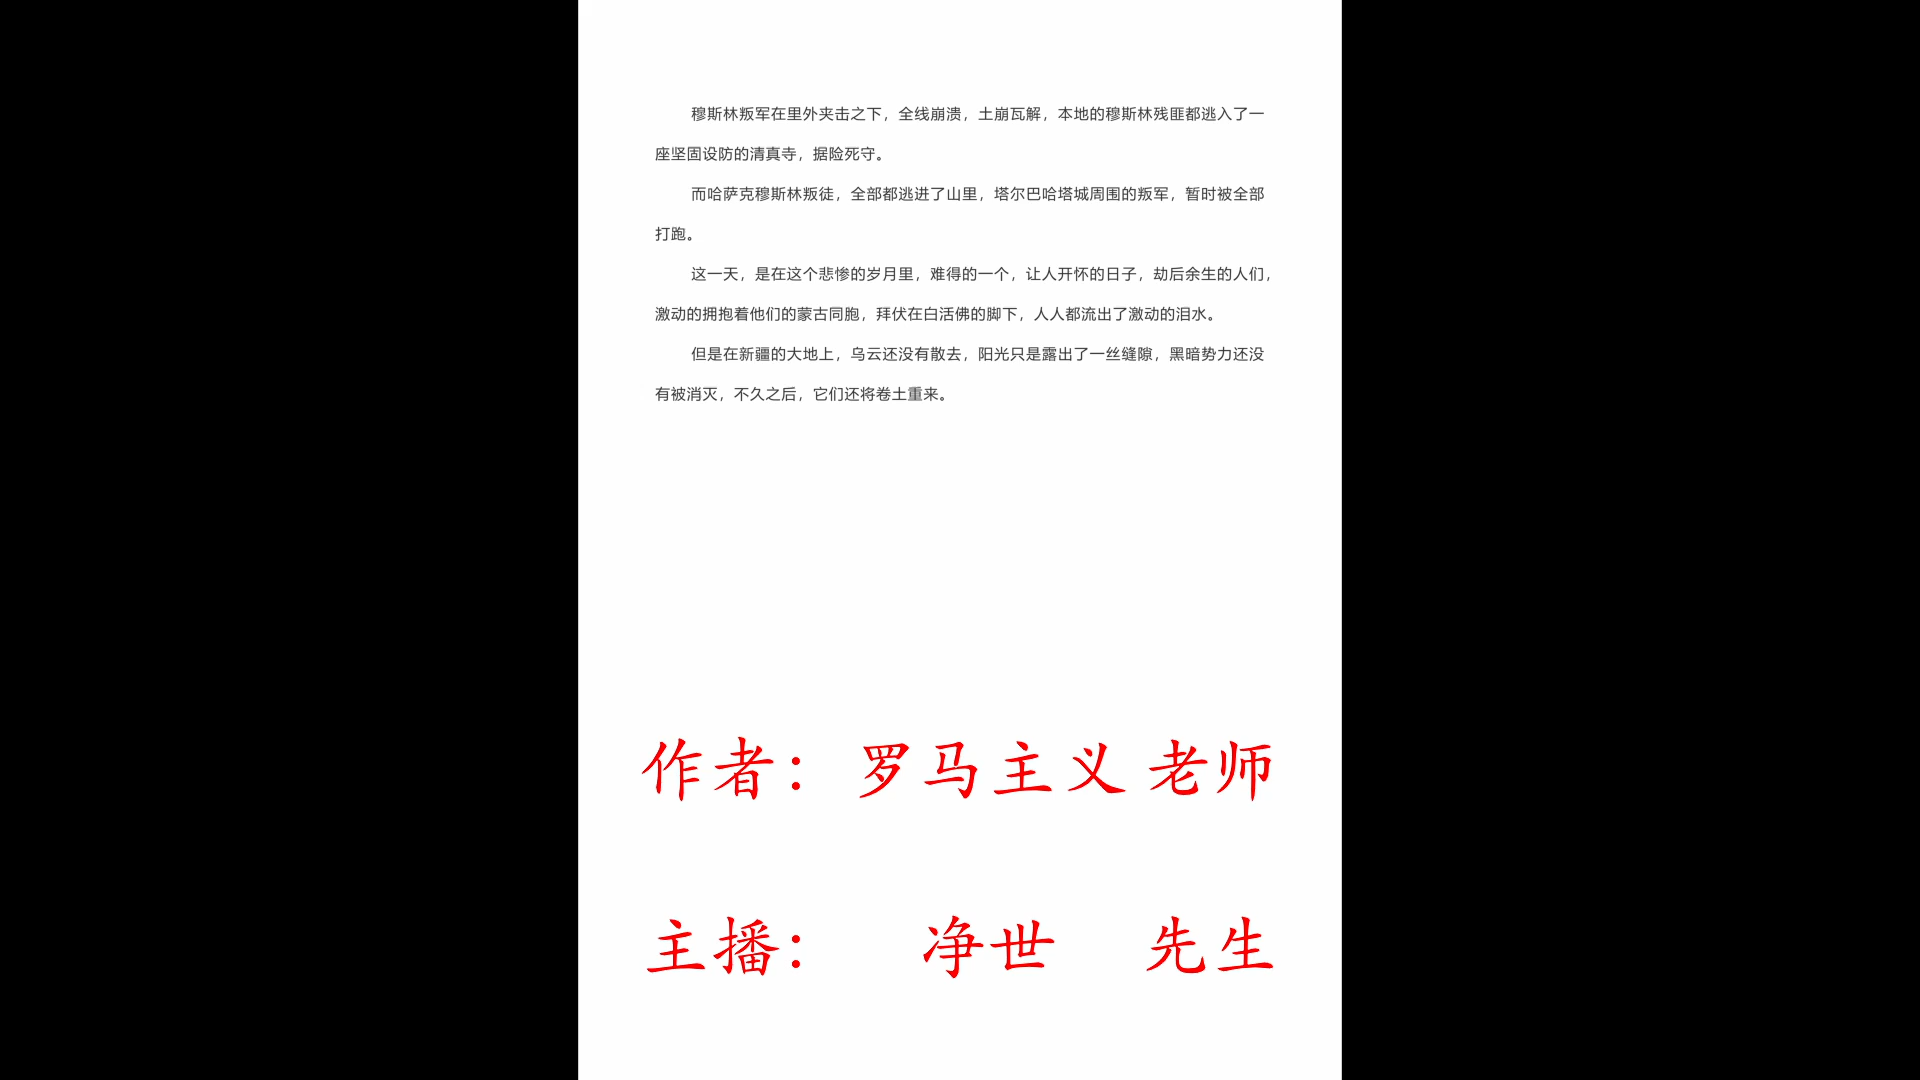 穆斯林叛军在里外夹击之下，全线崩溃，土崩瓦解，本地的穆斯林残匪都逃入了一
座坚固设防的清真寺，据险死守。
而哈萨克穆斯林叛徒，全部都逃进了山里，塔尔巴哈塔城周围的叛军，暂时被全部
打跑。
这一天，是在这个悲惨的岁月里，难得的一个，让人开怀的日子，劫后余生的人们，
激动的拥抱着他们的蒙古同胞，拜伏在白活佛的脚下，人人都流出了激动的泪水。
但是在新疆的大地上，乌云还没有散去，阳光只是露出了一丝缝隙，黑暗势力还没
有被消灭，不久之后，它们还将卷土重来。
作者：罗马主义 老师
主播： 净世 先生